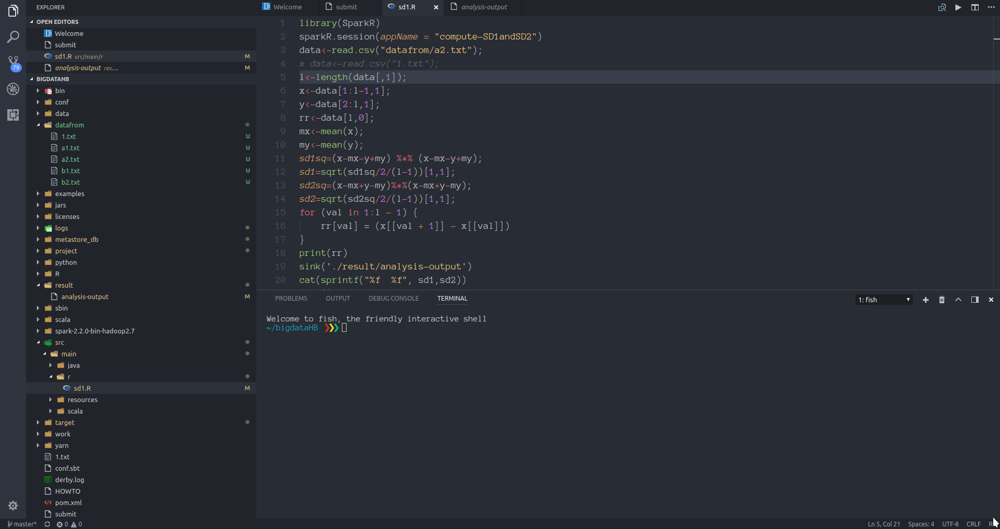 EXPLORER
OPEN EDITORS
Welcome
submit
sd1.R src/main/r M
analysis-output res... M
79
BIGDATAHB
bin
conf
data
datafrom
1.txt U
a1.txt U
a2.txt U
b1.txt U
b2.txt U
examples
jars
licenses
logs
metastore_db
project
python
R
result
analysis-output M
sbin
scala
spark-2.2.0-bin-hadoop2.7
src
main
java
r
sd1.R M
resources
scala
target
work
yarn
1.txt
conf.sbt
derby.log
HOWTO
pom.xml
submit
Welcome submit sd1.R analysis-output
1 library(SparkR)
2 sparkR.session(appName = "compute-SD1andSD2")
3 data<-read.csv("datafrom/a2.txt");
4 # data<-read.csv("1.txt");
5 l<-length(data[,1]);
6 x<-data[1:l-1,1];
7 y<-data[2:l,1];
8 rr<-data[l,0];
9 mx<-mean(x);
10 my<-mean(y);
11 sd1sq=(x-mx-y+my) %*% (x-mx-y+my);
12 sd1=sqrt(sd1sq/2/(l-1))[1,1];
13 sd2sq=(x-mx+y-my)%*%(x-mx+y-my);
14 sd2=sqrt(sd2sq/2/(l-1))[1,1];
15 for (val in 1:l - 1) {
16 rr[val] = (x[[val + 1]] - x[[val]])
17 }
18 print(rr)
19 sink('./result/analysis-output')
20 cat(sprintf("%f  %f", sd1,sd2))
PROBLEMS OUTPUT DEBUG CONSOLE TERMINAL 1: fish
Welcome to fish, the friendly interactive shell
~/bigdataHB ❯❯❯
master* 0 0 Ln 5, Col 21 Spaces: 4 UTF-8 CRLF R